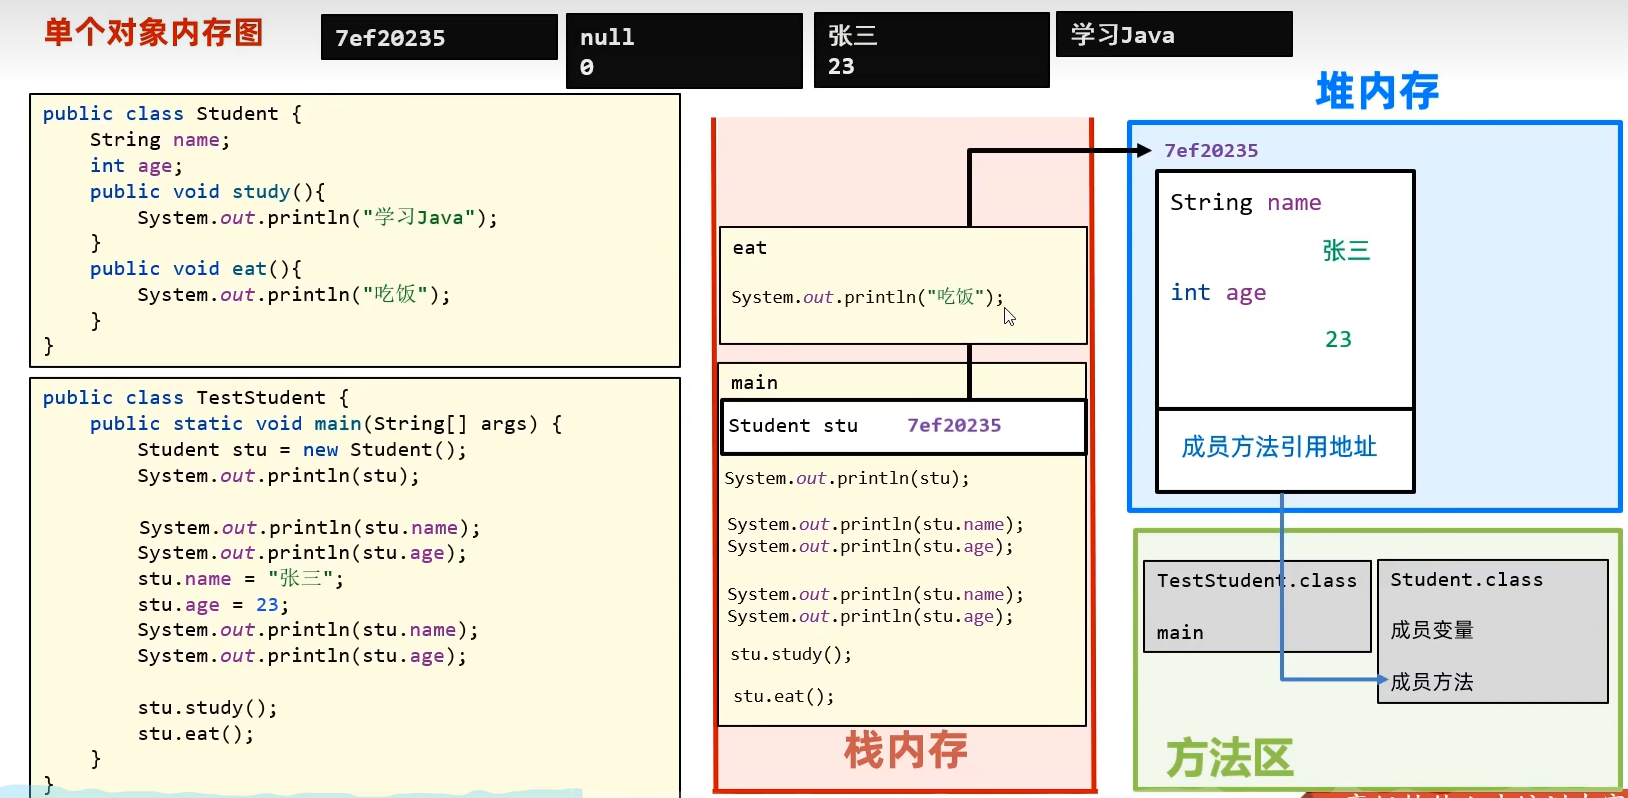 单个对象内存图
7ef20235
null
0
张三
23
学习Java
public class Student {
    String name;
    int age;
    public void study(){
        System.out.println("学习Java");
    }
    public void eat(){
        System.out.println("吃饭");
    }
}
public class TestStudent {
    public static void main(String[] args) {
        Student stu = new Student();
        System.out.println(stu);
        System.out.println(stu.name);
        System.out.println(stu.age);
        stu.name = "张三";
        stu.age = 23;
        System.out.println(stu.name);
        System.out.println(stu.age);
        stu.study();
        stu.eat();
    }
}
eat
System.out.println("吃饭");
main
Student stu 7ef20235
System.out.println(stu);
System.out.println(stu.name);
System.out.println(stu.age);
System.out.println(stu.name);
System.out.println(stu.age);
stu.study();
stu.eat();
栈内存
堆内存
7ef20235
String name
张三
int age
23
成员方法引用地址
TestStudent.class
main
Student.class
成员变量
成员方法
方法区